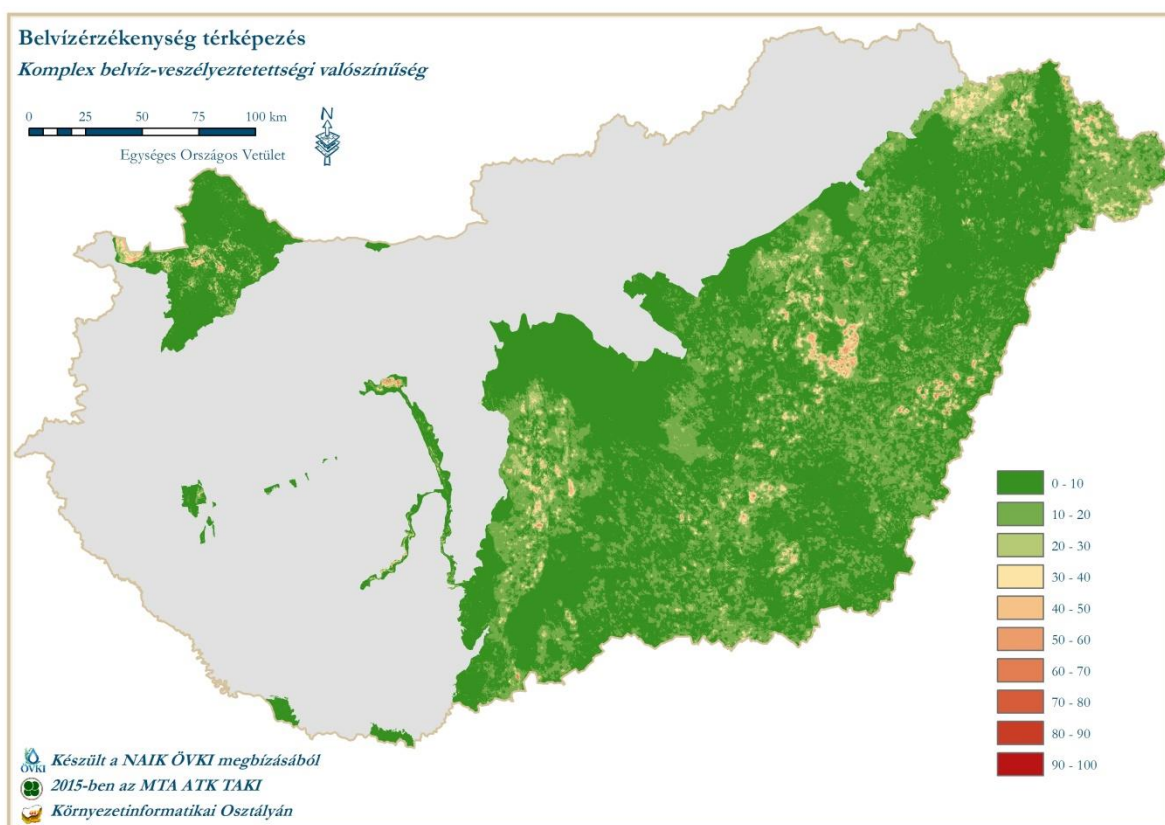 Belvízérzékenység térképezés
Komplex belvíz-veszélyeztetettségi valószínűség
0 25 50 75 100 km
N
Egységes Országos Vetület
0 - 10
10 - 20
20 - 30
30 - 40
40 - 50
50 - 60
60 - 70
70 - 80
80 - 90
90 - 100
ÖVKI Készült a NAIK ÖVKI megbízásából
2015-ben az MTA ATK TAKI
Környezetinformatikai Osztályán